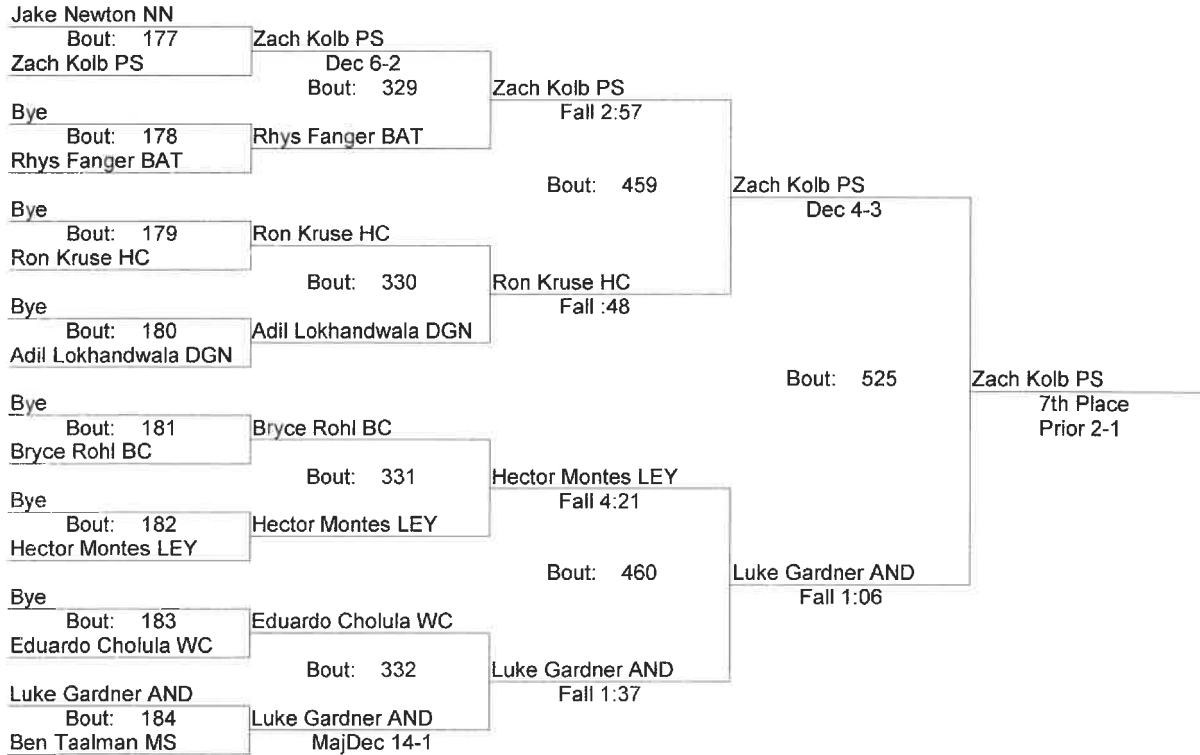 Jake Newton NN
Bout: 177
Zach Kolb PS
Zach Kolb PS
Dec 6-2
Bout: 329
Zach Kolb PS
Fall 2:57
Bye
Bout: 178
Rhys Fanger BAT
Rhys Fanger BAT
Bout: 459
Zach Kolb PS
Dec 4-3
Bye
Bout: 179
Ron Kruse HC
Ron Kruse HC
Bout: 330
Ron Kruse HC
Fall :48
Bye
Bout: 180
Adil Lokhandwala DGN
Adil Lokhandwala DGN
Bout: 525
Zach Kolb PS
7th Place
Prior 2-1
Bye
Bout: 181
Bryce Rohl BC
Bryce Rohl BC
Bout: 331
Hector Montes LEY
Fall 4:21
Bye
Bout: 182
Hector Montes LEY
Hector Montes LEY
Bout: 460
Luke Gardner AND
Fall 1:06
Bye
Bout: 183
Eduardo Cholula WC
Eduardo Cholula WC
Bout: 332
Luke Gardner AND
Fall 1:37
Luke Gardner AND
Bout: 184
Ben Taalman MS
Luke Gardner AND
MajDec 14-1